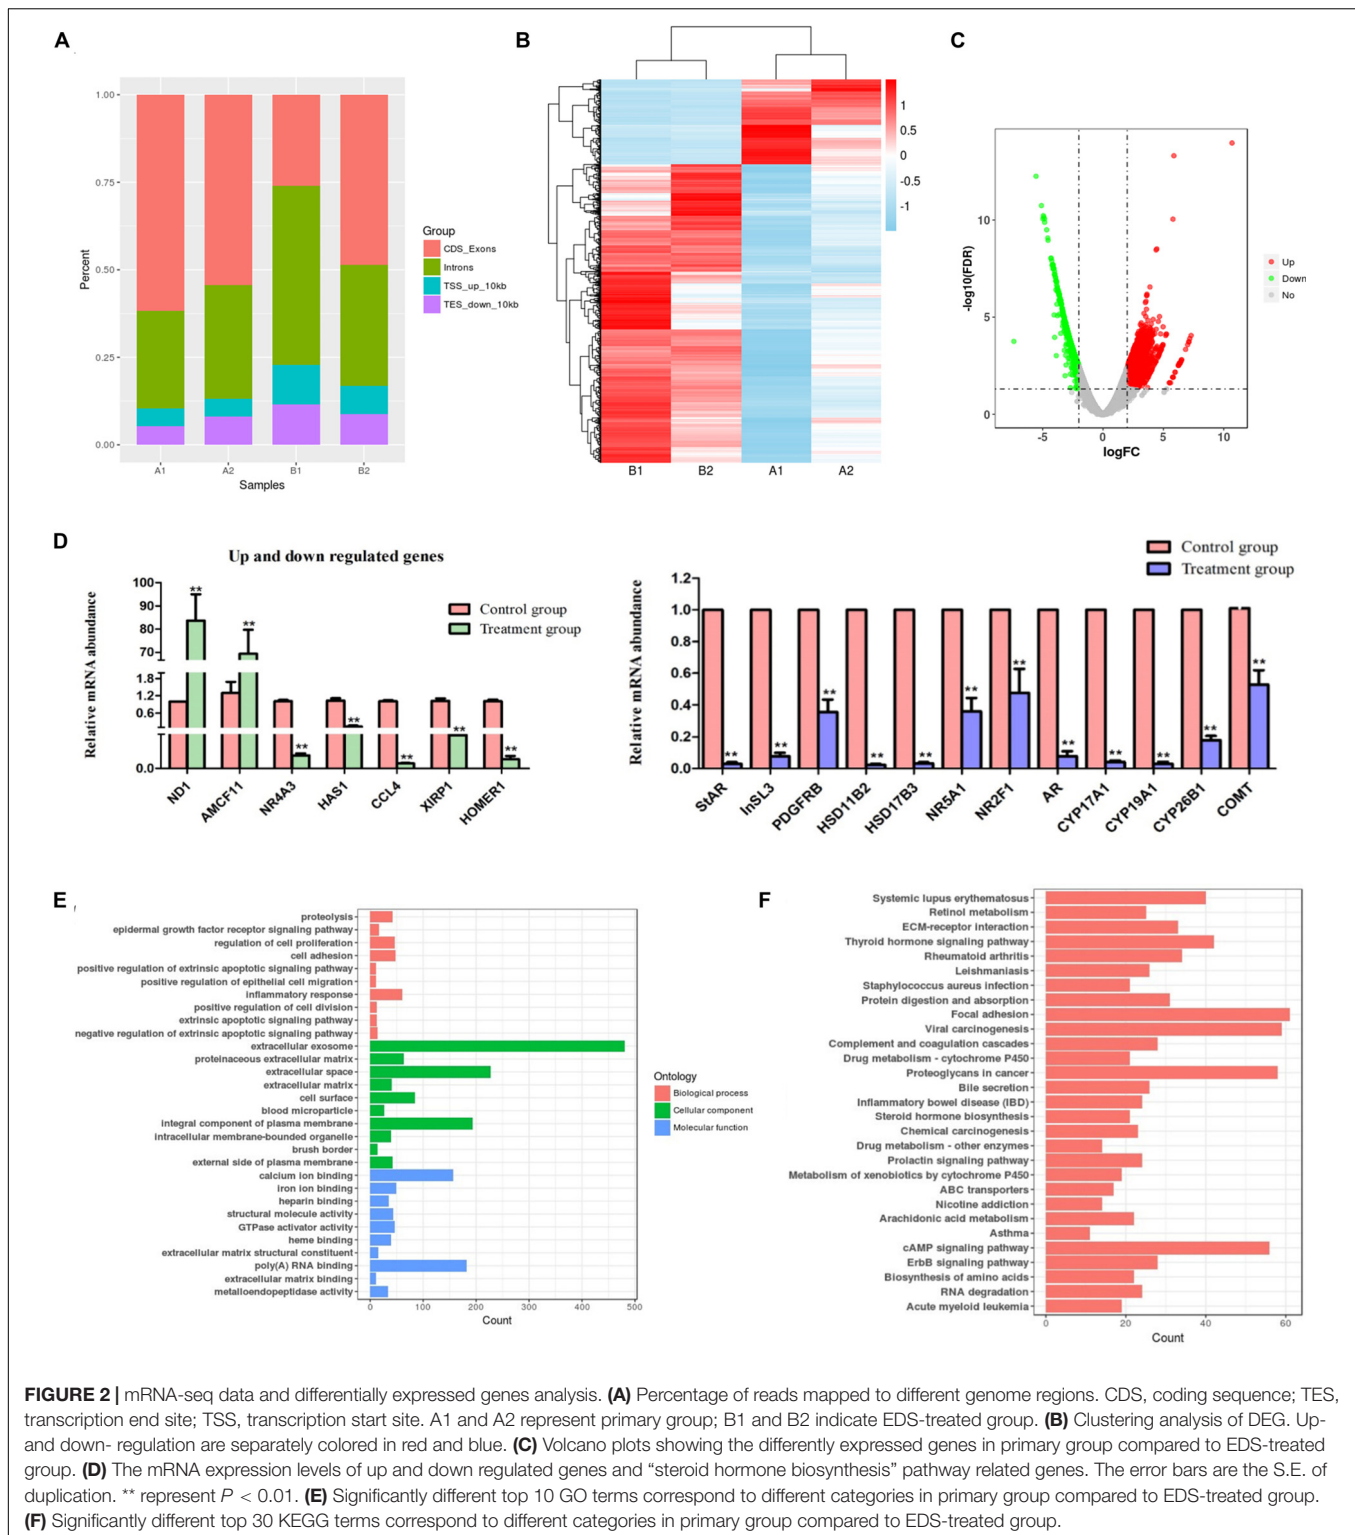 A
1.00
0.75
0.50
0.25
0.00
Percent
A1 A2 B1 B2
Samples
Group
CDS_Exons
Introns
TSS_up_10kb
TES_down_10kb
B
1
0.5
0
-0.5
-1
B1 B2 A1 A2
C
-log10(FDR)
10
5
0
-5 0 5 10
logFC
Up
Down
No
D
Up and down regulated genes
Relative mRNA abundance
100
90
80
70
1.8
1.2
0.6
0.0
Control group
Treatment group
** ** ** ** ** ** **
ND1 AMCF11 NR4A3 HAS1 CCL4 XIRP1 HOMER1
Control group
Treatment group
Relative mRNA abundance
1.2
1.0
0.8
0.6
0.4
0.2
0.0
** ** ** ** ** ** ** ** ** ** ** **
StAR InSL3 PDGFRB HSD11B2 HSD17B3 NR5A1 NR2F1 AR CYP17A1 CYP19A1 CYP26B1 COMT
E
proteolysis
epidermal growth factor receptor signaling pathway
regulation of cell proliferation
cell adhesion
positive regulation of extrinsic apoptotic signaling pathway
positive regulation of epithelial cell migration
inflammatory response
positive regulation of cell division
extrinsic apoptotic signaling pathway
negative regulation of extrinsic apoptotic signaling pathway
extracellular exosome
proteinaceous extracellular matrix
extracellular space
extracellular matrix
cell surface
blood microparticle
integral component of plasma membrane
intracellular membrane-bounded organelle
brush border
external side of plasma membrane
calcium ion binding
iron ion binding
heparin binding
structural molecule activity
GTPase activator activity
heme binding
extracellular matrix structural constituent
poly(A) RNA binding
extracellular matrix binding
metalloendopeptidase activity
0 100 200 300 400 500
Count
Ontology
Biological process
Cellular component
Molecular function
F
Systemic lupus erythematosus
Retinol metabolism
ECM-receptor interaction
Thyroid hormone signaling pathway
Rheumatoid arthritis
Leishmaniasis
Staphylococcus aureus infection
Protein digestion and absorption
Focal adhesion
Viral carcinogenesis
Complement and coagulation cascades
Drug metabolism - cytochrome P450
Proteoglycans in cancer
Bile secretion
Inflammatory bowel disease (IBD)
Steroid hormone biosynthesis
Chemical carcinogenesis
Drug metabolism - other enzymes
Prolactin signaling pathway
Metabolism of xenobiotics by cytochrome P450
ABC transporters
Nicotine addiction
Arachidonic acid metabolism
Asthma
cAMP signaling pathway
ErbB signaling pathway
Biosynthesis of amino acids
RNA degradation
Acute myeloid leukemia
0 20 40 60
Count
FIGURE 2 | mRNA-seq data and differentially expressed genes analysis. (A) Percentage of reads mapped to different genome regions. CDS, coding sequence; TES,
transcription end site; TSS, transcription start site. A1 and A2 represent primary group; B1 and B2 indicate EDS-treated group. (B) Clustering analysis of DEG. Up-
and down- regulation are separately colored in red and blue. (C) Volcano plots showing the differently expressed genes in primary group compared to EDS-treated
group. (D) The mRNA expression levels of up and down regulated genes and “steroid hormone biosynthesis” pathway related genes. The error bars are the S.E. of
duplication. ** represent P < 0.01. (E) Significantly different top 10 GO terms correspond to different categories in primary group compared to EDS-treated group.
(F) Significantly different top 30 KEGG terms correspond to different categories in primary group compared to EDS-treated group.